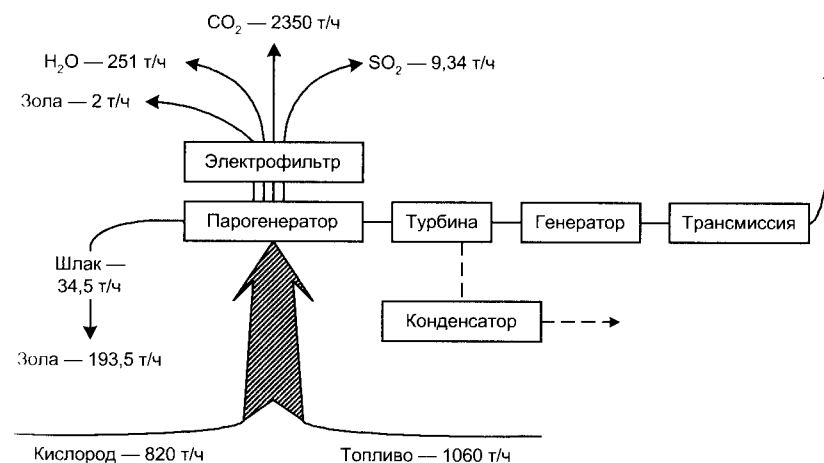 CO₂ — 2350 т/ч
H₂O — 251 т/ч
SO₂ — 9,34 т/ч
Зола — 2 т/ч
Электрофильтр
Парогенератор
Турбина
Генератор
Трансмиссия
Шлак —
34,5 т/ч
Конденсатор
Зола — 193,5 т/ч
Кислород — 820 т/ч
Топливо — 1060 т/ч